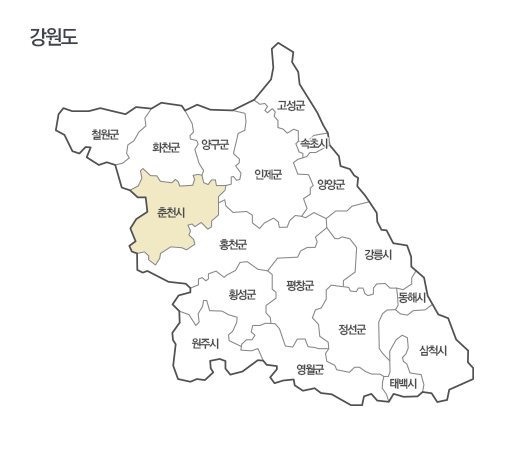 강원도
고성군
철원군
화천군
양구군
속초시
인제군
양양군
춘천시
홍천군
강릉시
평창군
횡성군
동해시
정선군
원주시
삼척시
영월군
태백시